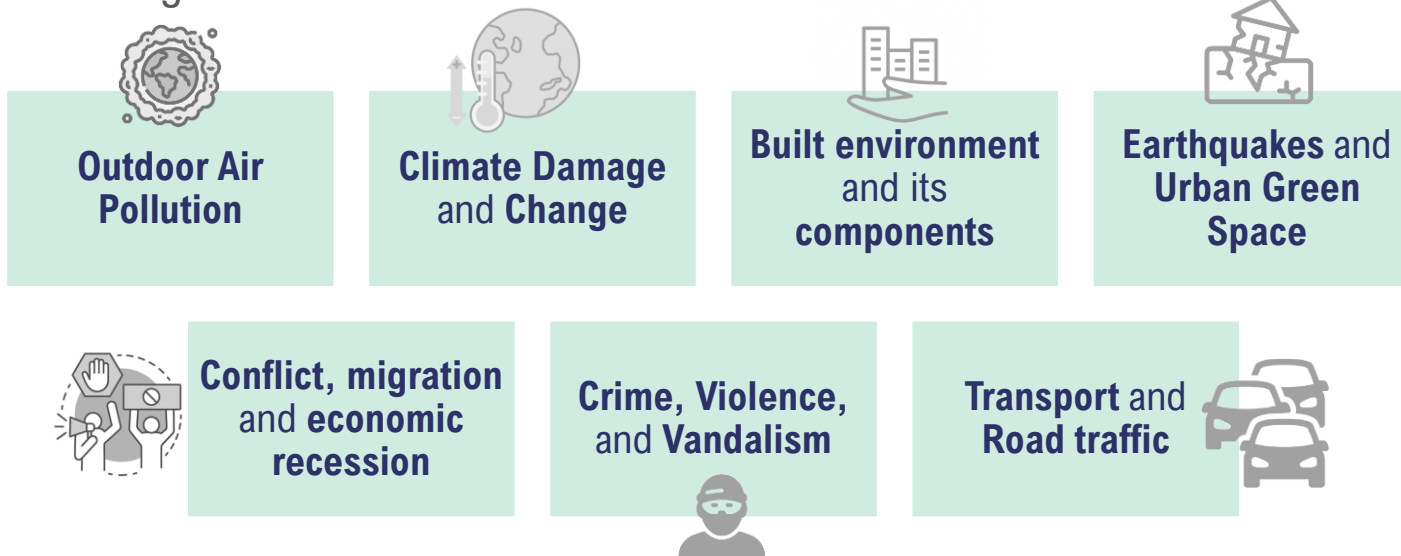 Outdoor Air
Pollution
Climate Damage
and Change
Built environment
and its
components
Earthquakes and
Urban Green
Space
Conflict, migration
and economic
recession
Crime, Violence,
and Vandalism
Transport and
Road traffic